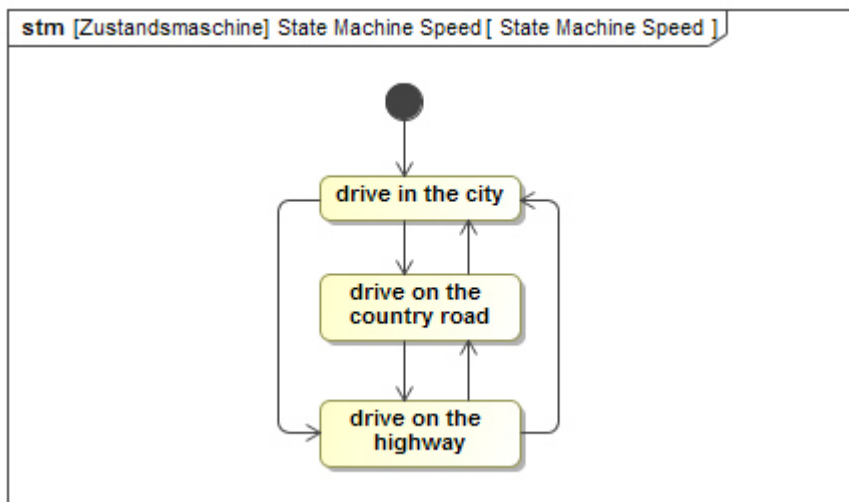 stm [Zustandsmaschine] State Machine Speed[ State Machine Speed ]
drive in the city
drive on the
country road
drive on the
highway